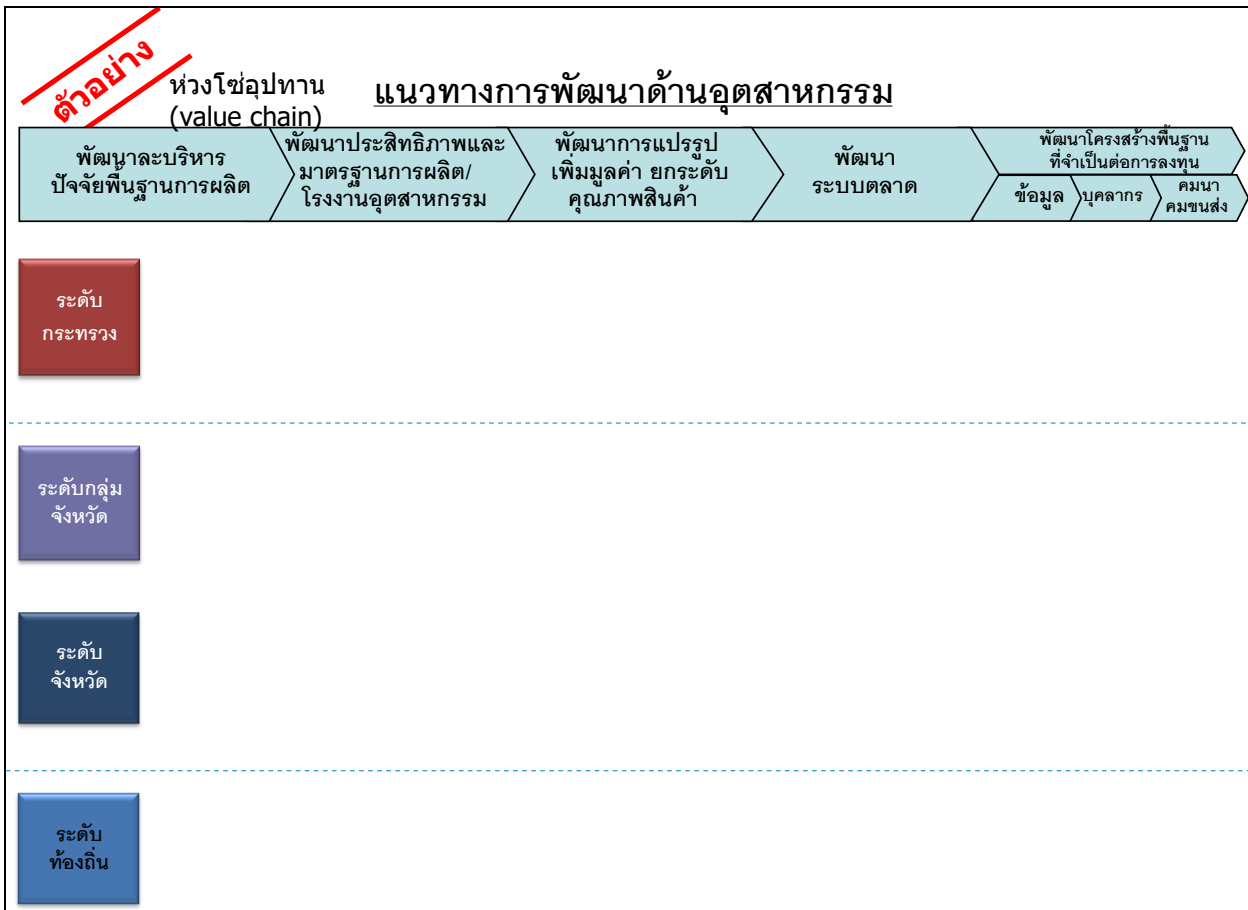 ตัวอย่าง
ห่วงโซ่อุปทาน
(value chain)
แนวทางการพัฒนาด้านอุตสาหกรรม
พัฒนาละบริหาร
ปัจจัยพื้นฐานการผลิต
พัฒนาประสิทธิภาพและ
มาตรฐานการผลิต/
โรงงานอุตสาหกรรม
พัฒนาการแปรรูป
เพิ่มมูลค่า ยกระดับ
คุณภาพสินค้า
พัฒนา
ระบบตลาด
พัฒนาโครงสร้างพื้นฐาน
ที่จำเป็นต่อการลงทุน
ข้อมูล
บุคลากร
คมนา
คมขนส่ง
ระดับ
กระทรวง
ระดับกลุ่ม
จังหวัด
ระดับ
จังหวัด
ระดับ
ท้องถิ่น